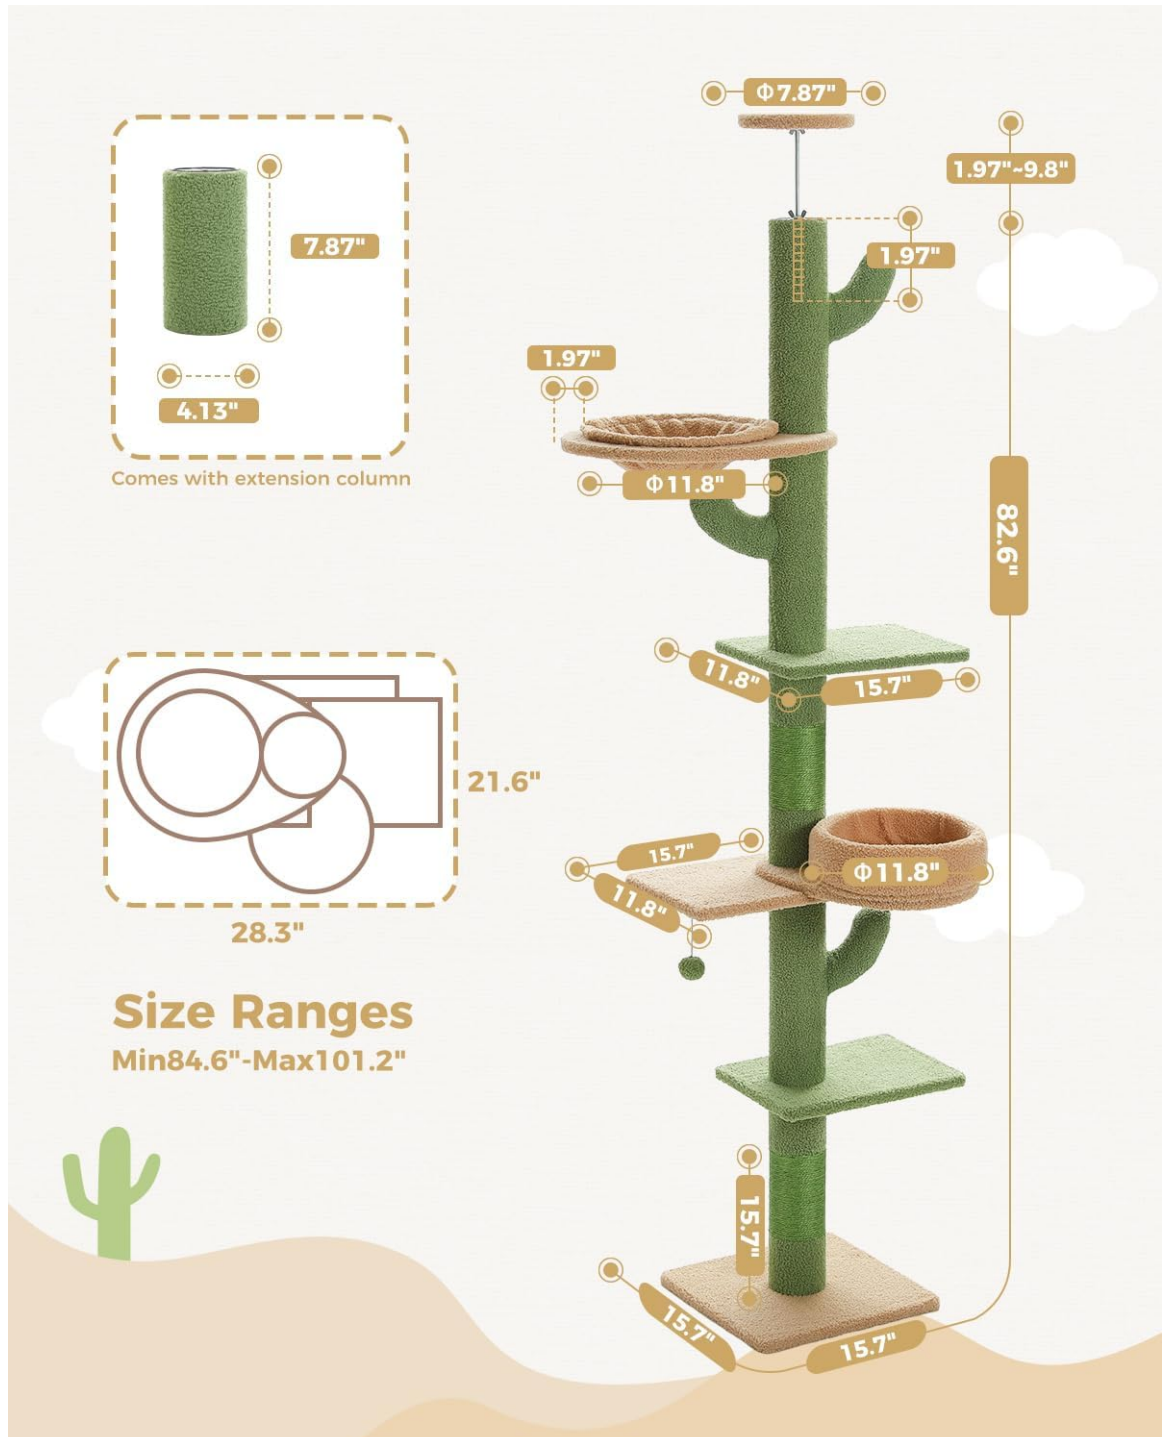 Φ7.87"
1.97"~9.8"
7.87"
1.97"
1.97"
4.13"
Comes with extension column
Φ11.8"
82.6"
11.8"
15.7"
21.6"
15.7"
Φ11.8"
11.8"
28.3"
Size Ranges
Min84.6"-Max101.2"
15.7"
15.7"
15.7"